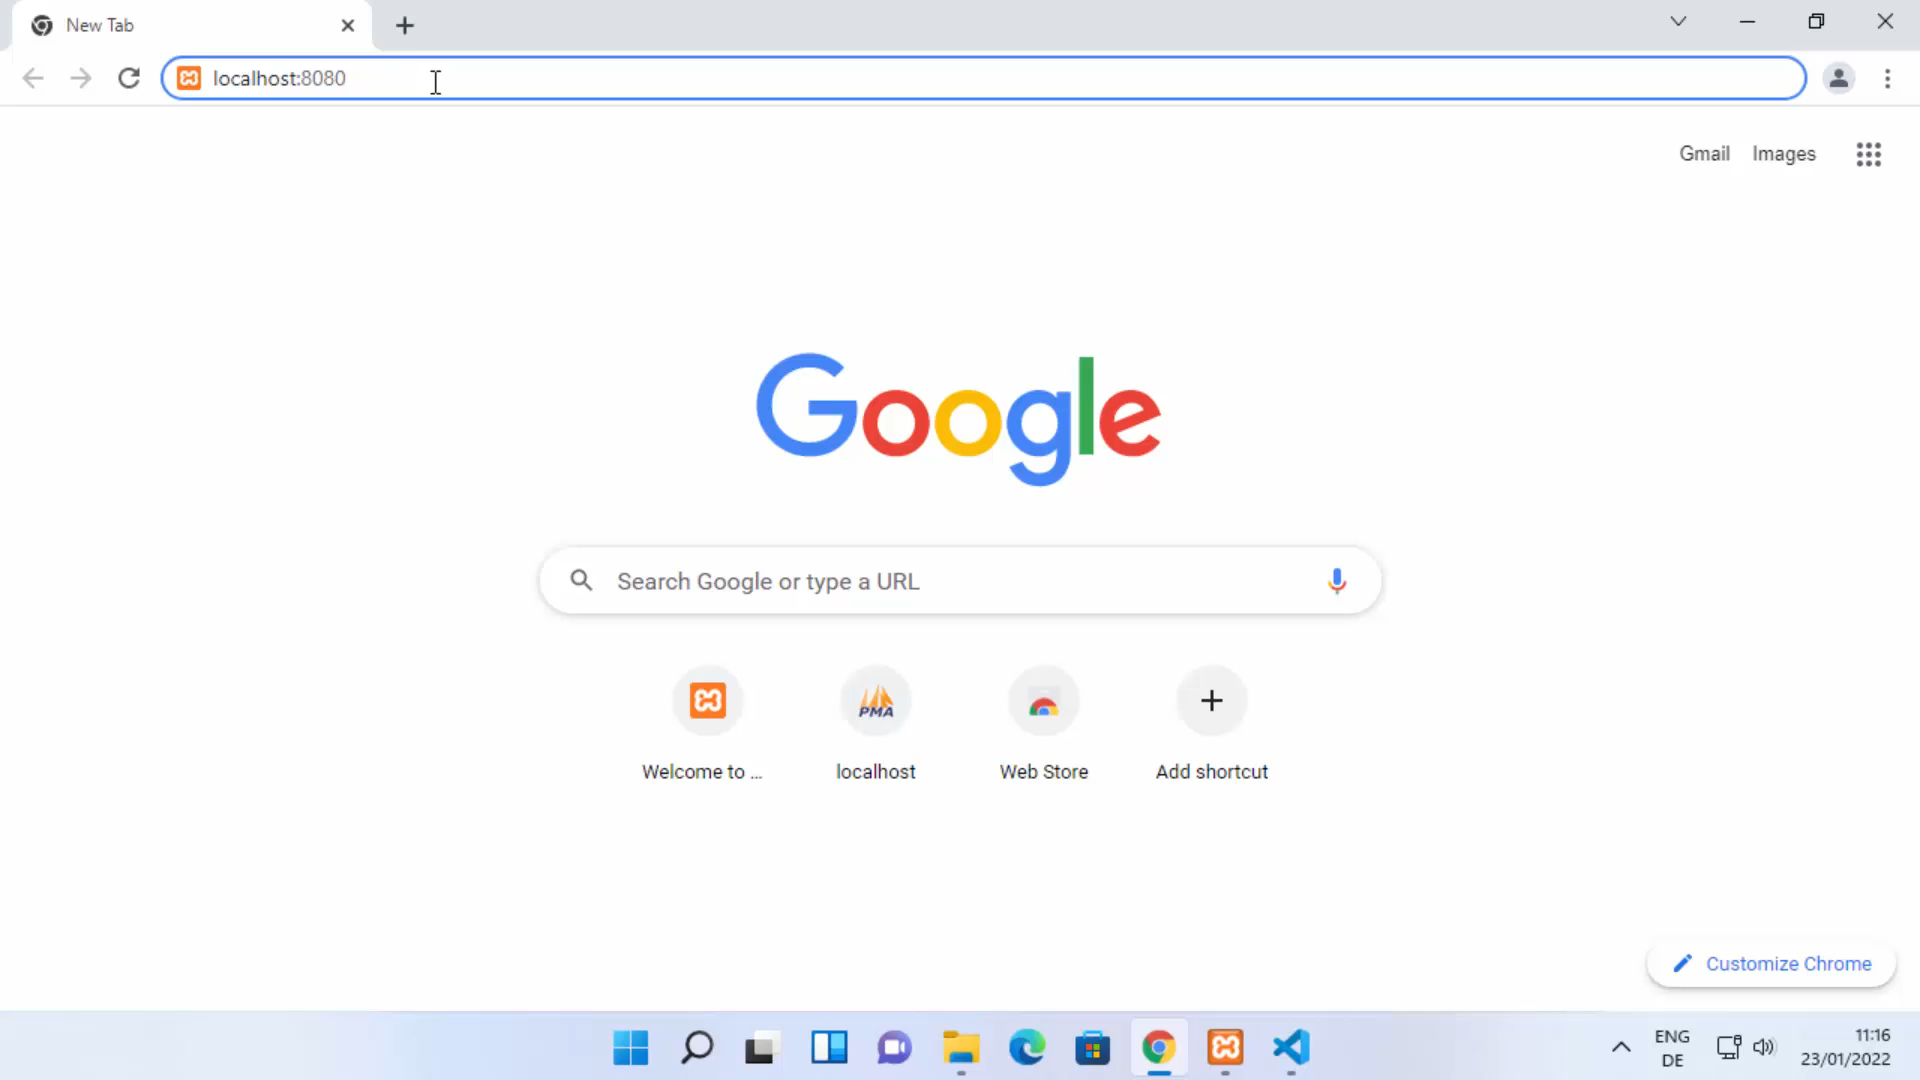 New Tab
localhost:8080
Gmail Images
Google
Search Google or type a URL
PMA
Welcome to ... localhost Web Store Add shortcut
Customize Chrome
ENG 11:16
DE 23/01/2022